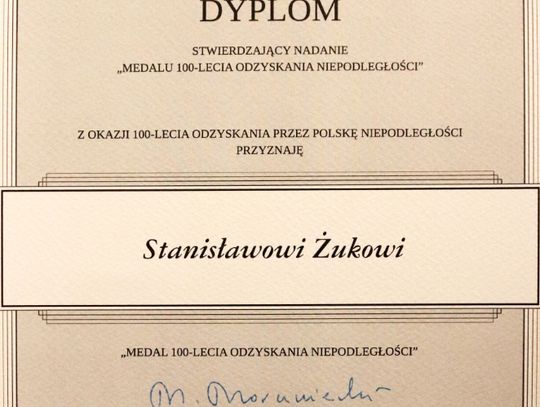 DYPLOM
STWIERDZAJĄCY NADANIE
„MEDALU 100-LECIA ODZYSKANIA NIEPODLEGŁOŚCI”
Z OKAZJI 100-LECIA ODZYSKANIA PRZEZ POLSKĘ NIEPODLEGŁOŚCI
PRZYZNAJĘ
Stanisławowi Żukowi
„MEDAL 100-LECIA ODZYSKANIA NIEPODLEGŁOŚCI”
M. Morawiecki